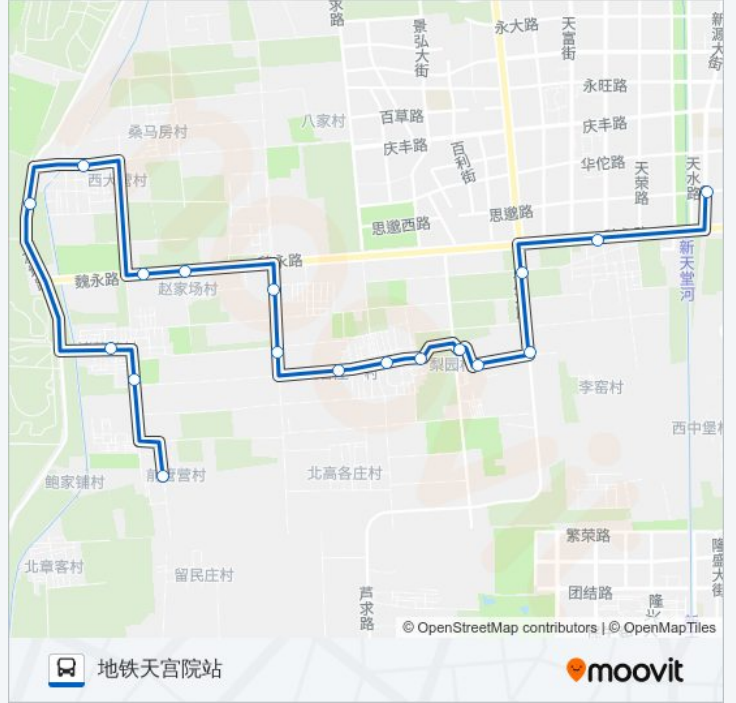 求路
景弘大街
永大路
天富街
新源大街
永旺路
百草路
庆丰路
八家村
桑马房村
庆丰路
百利街
华佗路
天荣路
天水路
西大营村
思邈路
思邈西路
永路
魏永路
赵家场村
新天堂河
梨园
李窑村
西中堡村
北高各庄村
鲍家铺村
营村
繁荣路
隆盛大街
北章客村
留民庄村
团结路
芦求路
© OpenStreetMap contributors | © OpenMapTiles
地铁天宫院站
moovit